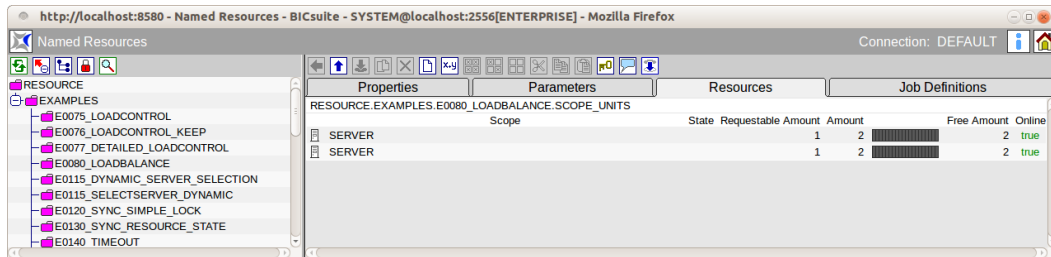 http://localhost:8580 - Named Resources - BICsuite - SYSTEM@localhost:2556[ENTERPRISE] - Mozilla Firefox
Named Resources Connection: DEFAULT
RESOURCE
EXAMPLES
E0075_LOADCONTROL
E0076_LOADCONTROL_KEEP
E0077_DETAILED_LOADCONTROL
E0080_LOADBALANCE
E0115_DYNAMIC_SERVER_SELECTION
E0115_SELECTSERVER_DYNAMIC
E0120_SYNC_SIMPLE_LOCK
E0130_SYNC_RESOURCE_STATE
E0140_TIMEOUT
Properties Parameters Resources Job Definitions
RESOURCE.EXAMPLES.E0080_LOADBALANCE.SCOPE_UNITS
Scope State Requestable Amount Amount Free Amount Online
SERVER 1 2 2 true
SERVER 1 2 2 true